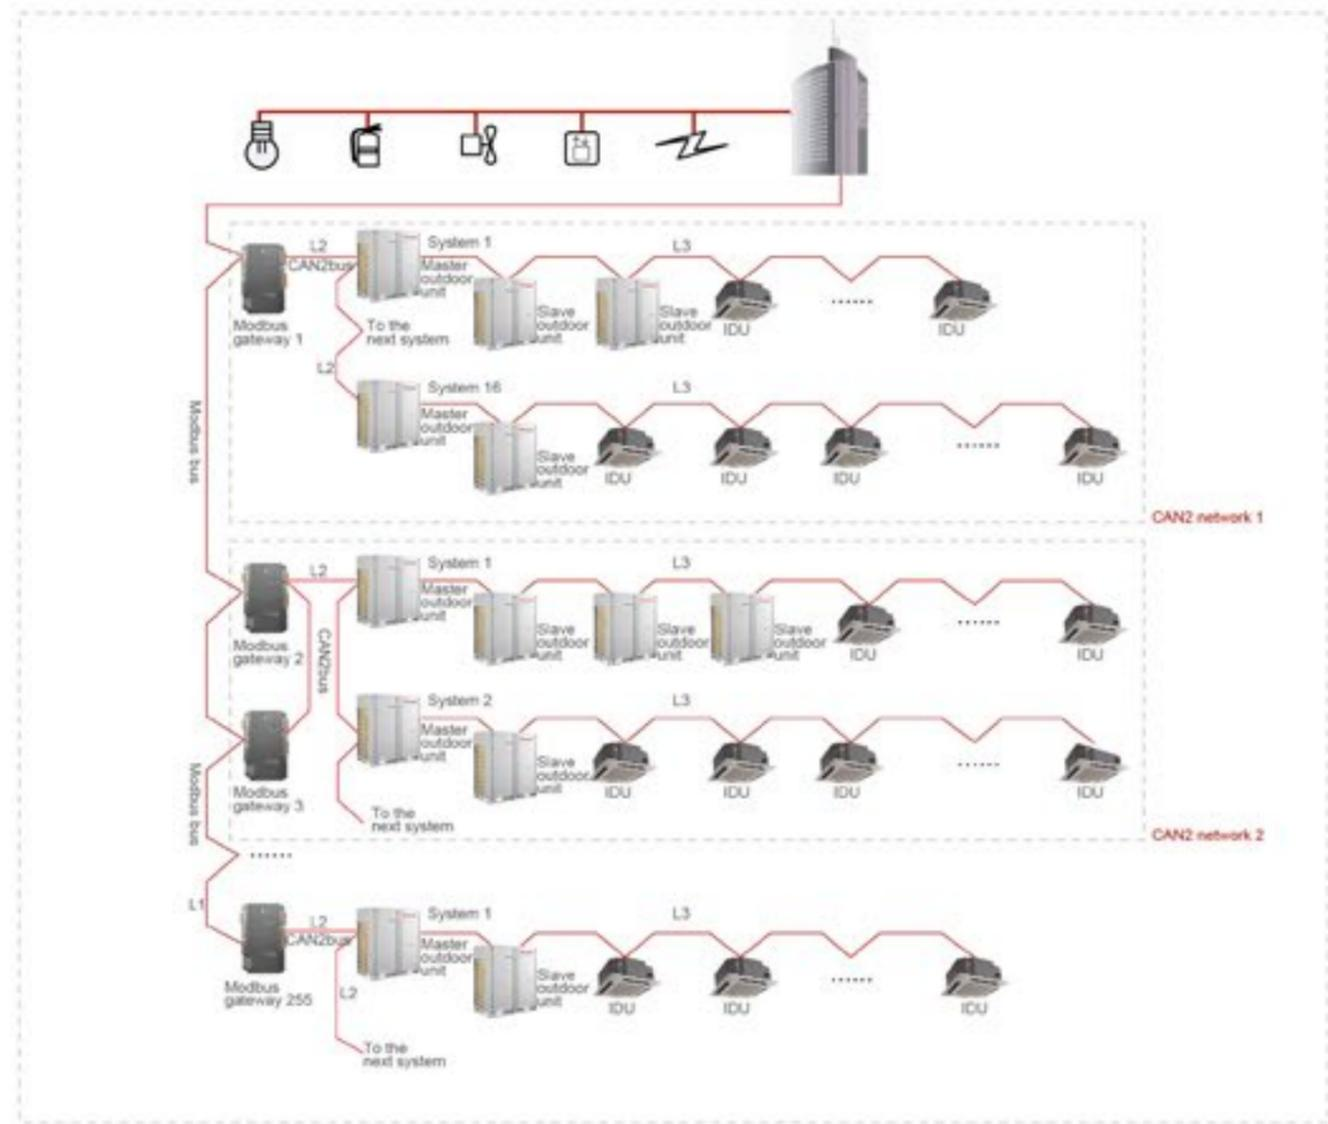 L2
CAN2bus
System 1
Master
outdoor
unit
L3
Slave
outdoor
unit
Slave
outdoor
unit
IDU
......
IDU
Modbus
gateway 1
To the
next system
L2
System 16
Master
outdoor
unit
L3
Slave
outdoor
unit
IDU
IDU
IDU
......
IDU
Modbus bus
CAN2 network 1
L2
System 1
Master
outdoor
unit
L3
Slave
outdoor
unit
Slave
outdoor
unit
Slave
outdoor
unit
IDU
......
IDU
Modbus
gateway 2
CAN2bus
System 2
Master
outdoor
unit
L3
Slave
outdoor
unit
IDU
IDU
IDU
......
IDU
Modbus
gateway 3
To the
next system
Modbus bus
CAN2 network 2
......
L1
L2
CAN2bus
System 1
Master
outdoor
unit
L3
Slave
outdoor
unit
IDU
IDU
......
IDU
Modbus
gateway 255
L2
To the
next system